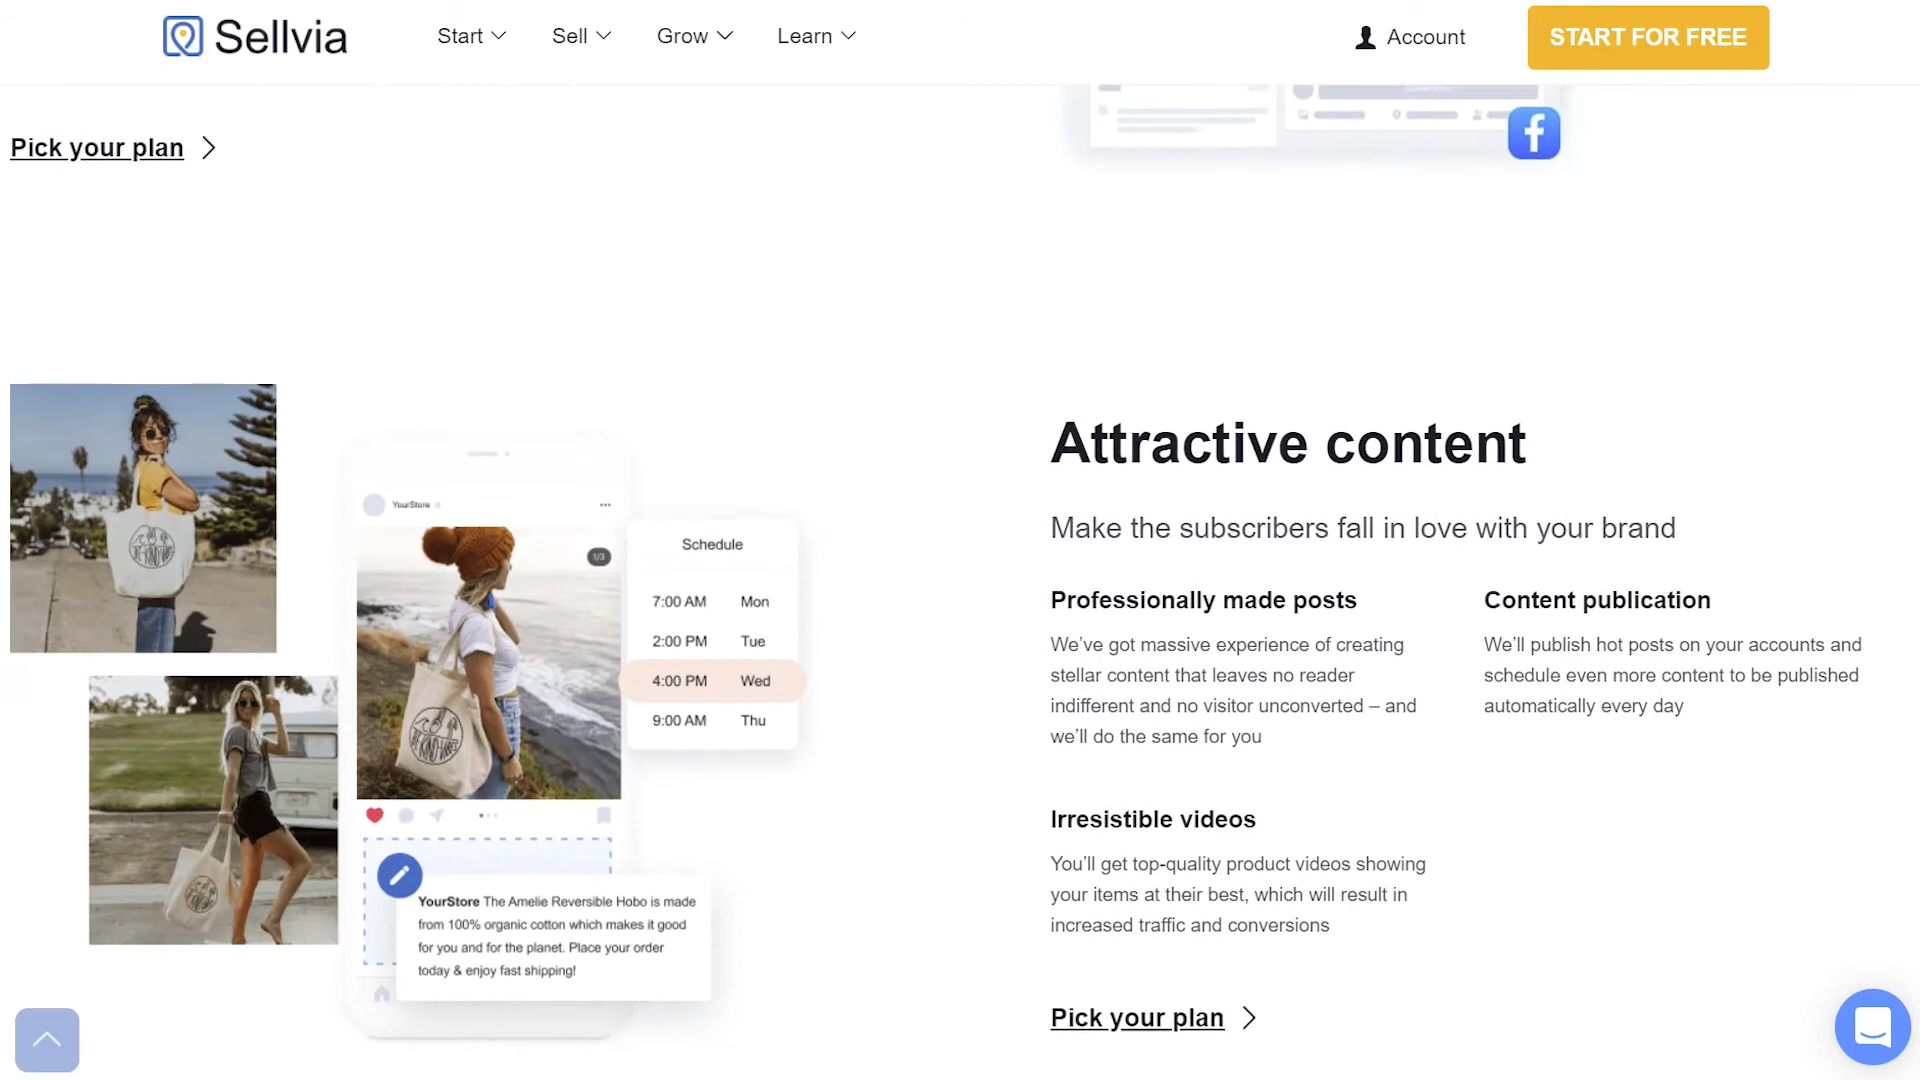 Sellvia
Start
Sell
Grow
Learn
Account
START FOR FREE
Pick your plan
YourStore
1/3
Schedule
7:00 AM Mon
2:00 PM Tue
4:00 PM Wed
9:00 AM Thu
YourStore The Amelie Reversible Hobo is made
from 100% organic cotton which makes it good
for you and for the planet. Place your order
today & enjoy fast shipping!
Attractive content
Make the subscribers fall in love with your brand
Professionally made posts
We’ve got massive experience of creating
stellar content that leaves no reader
indifferent and no visitor unconverted – and
we’ll do the same for you
Content publication
We’ll publish hot posts on your accounts and
schedule even more content to be published
automatically every day
Irresistible videos
You’ll get top-quality product videos showing
your items at their best, which will result in
increased traffic and conversions
Pick your plan